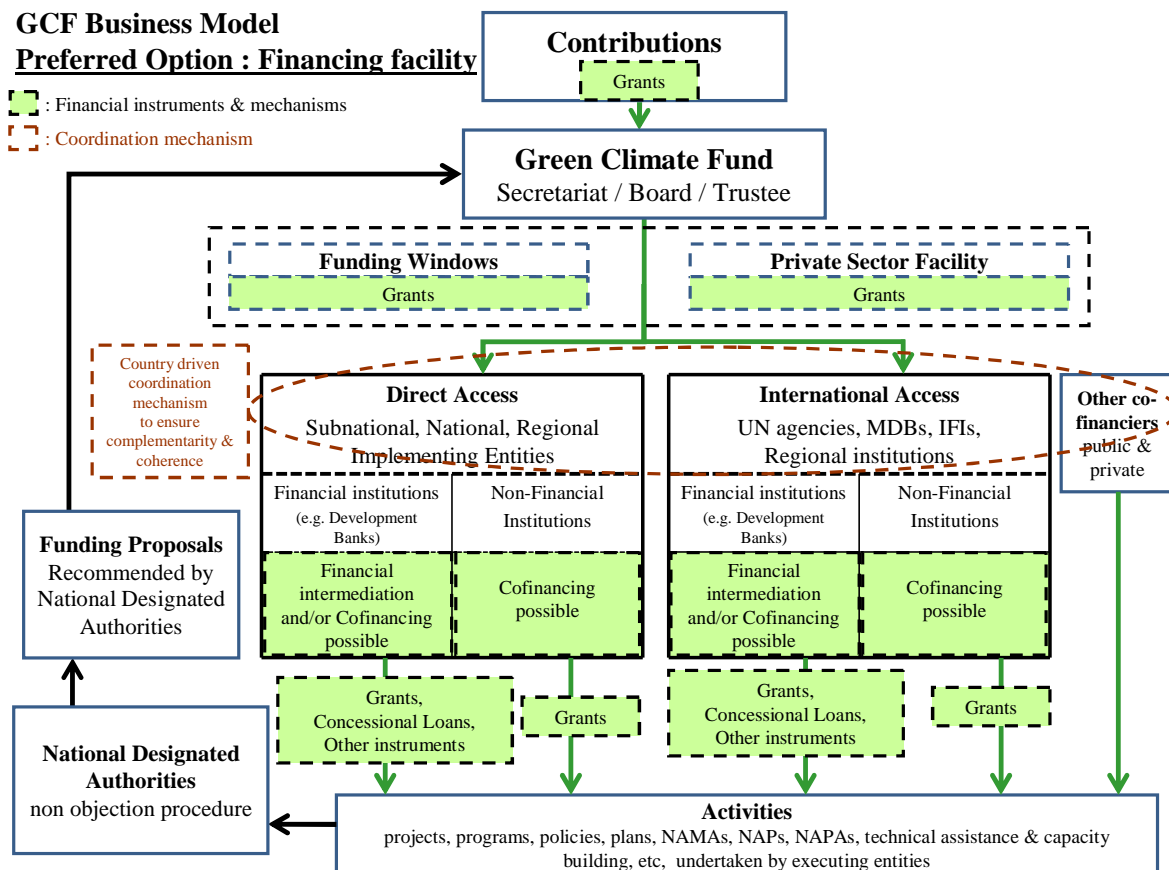 GCF Business Model
Preferred Option : Financing facility
: Financial instruments & mechanisms
: Coordination mechanism
Contributions
Grants
Green Climate Fund
Secretariat / Board / Trustee
Funding Windows
Grants
Private Sector Facility
Grants
Country driven
coordination
mechanism
to ensure
complementarity &
coherence
Direct Access
Subnational, National, Regional
Implementing Entities
Financial institutions
(e.g. Development
Banks)
Non-Financial
Institutions
Financial
intermediation
and/or Cofinancing
possible
Cofinancing
possible
International Access
UN agencies, MDBs, IFIs,
Regional institutions
Financial institutions
(e.g. Development
Banks)
Non-Financial
Institutions
Financial
intermediation
and/or Cofinancing
possible
Cofinancing
possible
Other co-
financiers
public &
private
Funding Proposals
Recommended by
National Designated
Authorities
Grants,
Concessional Loans,
Other instruments
Grants
Grants,
Concessional Loans,
Other instruments
Grants
National Designated
Authorities
non objection procedure
Activities
projects, programs, policies, plans, NAMAs, NAPs, NAPAs, technical assistance & capacity
building, etc, undertaken by executing entities